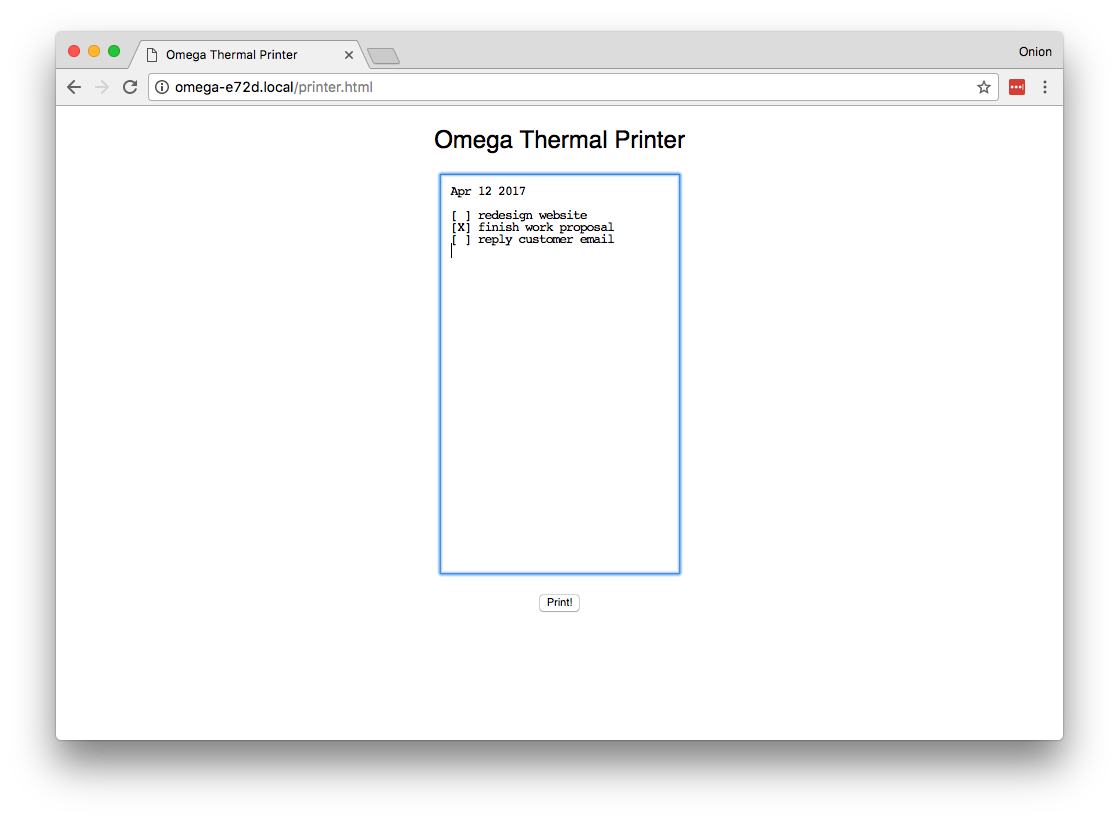 Omega Thermal Printer
Onion
omega-e72d.local/printer.html
Omega Thermal Printer
Apr 12 2017
[ ] redesign website
[X] finish work proposal
[ ] reply customer email
Print!